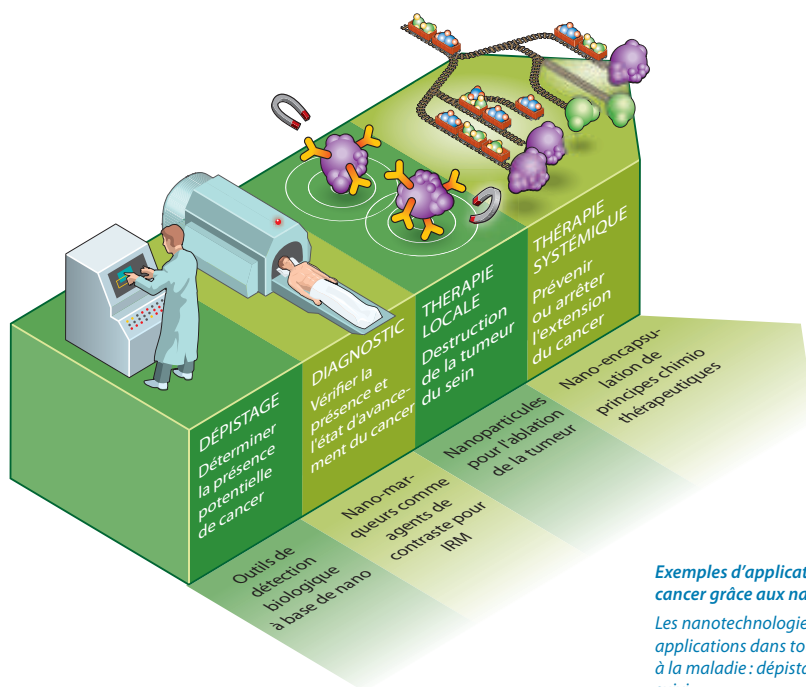 DÉPISTAGE
Déterminer
la présence
potentielle
de cancer
DIAGNOSTIC
Vérifier la
présence et
l'état d'avance-
ment du cancer
THERAPIE
LOCALE
Destruction
de la tumeur
du sein
THÉRAPIE
SYSTÉMIQUE
Prévenir
ou arrêter
l'extension
du cancer
Outils de
détection
biologique
à base de nano
Nano-mar-
queurs comme
agents de
contraste pour
IRM
Nanoparticules
pour l'ablation
de la tumeur
Nano-encapsu-
lation de
principes chimio
thérapeutiques
Exemples d'applicat
cancer grâce aux na
Les nanotechnologie
applications dans to
à la maladie : dépista